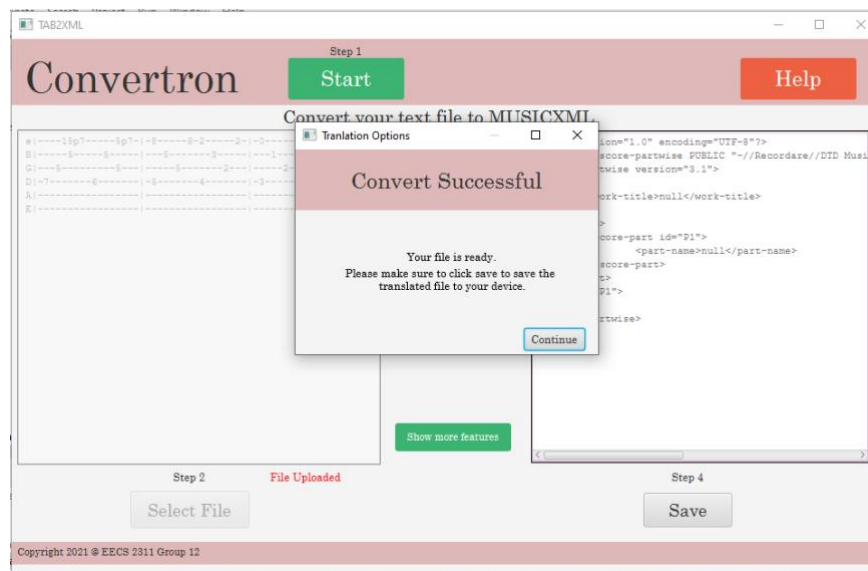 TAB2XML
Step 1
Convertron
Start
Help
Convert your text file to MUSICXML
Tranlation Options
Convert Successful
Your file is ready.
Please make sure to click save to save the
translated file to your device.
Continue
ion="1.0" encoding="UTF-8"?>
score-partwise PUBLIC "-//Recordare//DTD Musi
twise version="3.1">
ork-title>null</work-title>
>
core-part id="P1">
<part-name>null</part-name>
score-part>
t>
P1">
rtwise>
Show more features
Step 2
File Uploaded
Step 4
Select File
Save
Copyright 2021 @ EECS 2311 Group 12